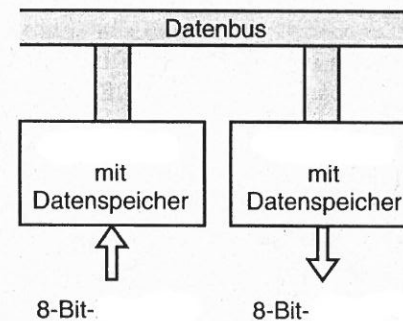 Datenbus
mit
Datenspeicher
mit
Datenspeicher
8-Bit-
8-Bit-